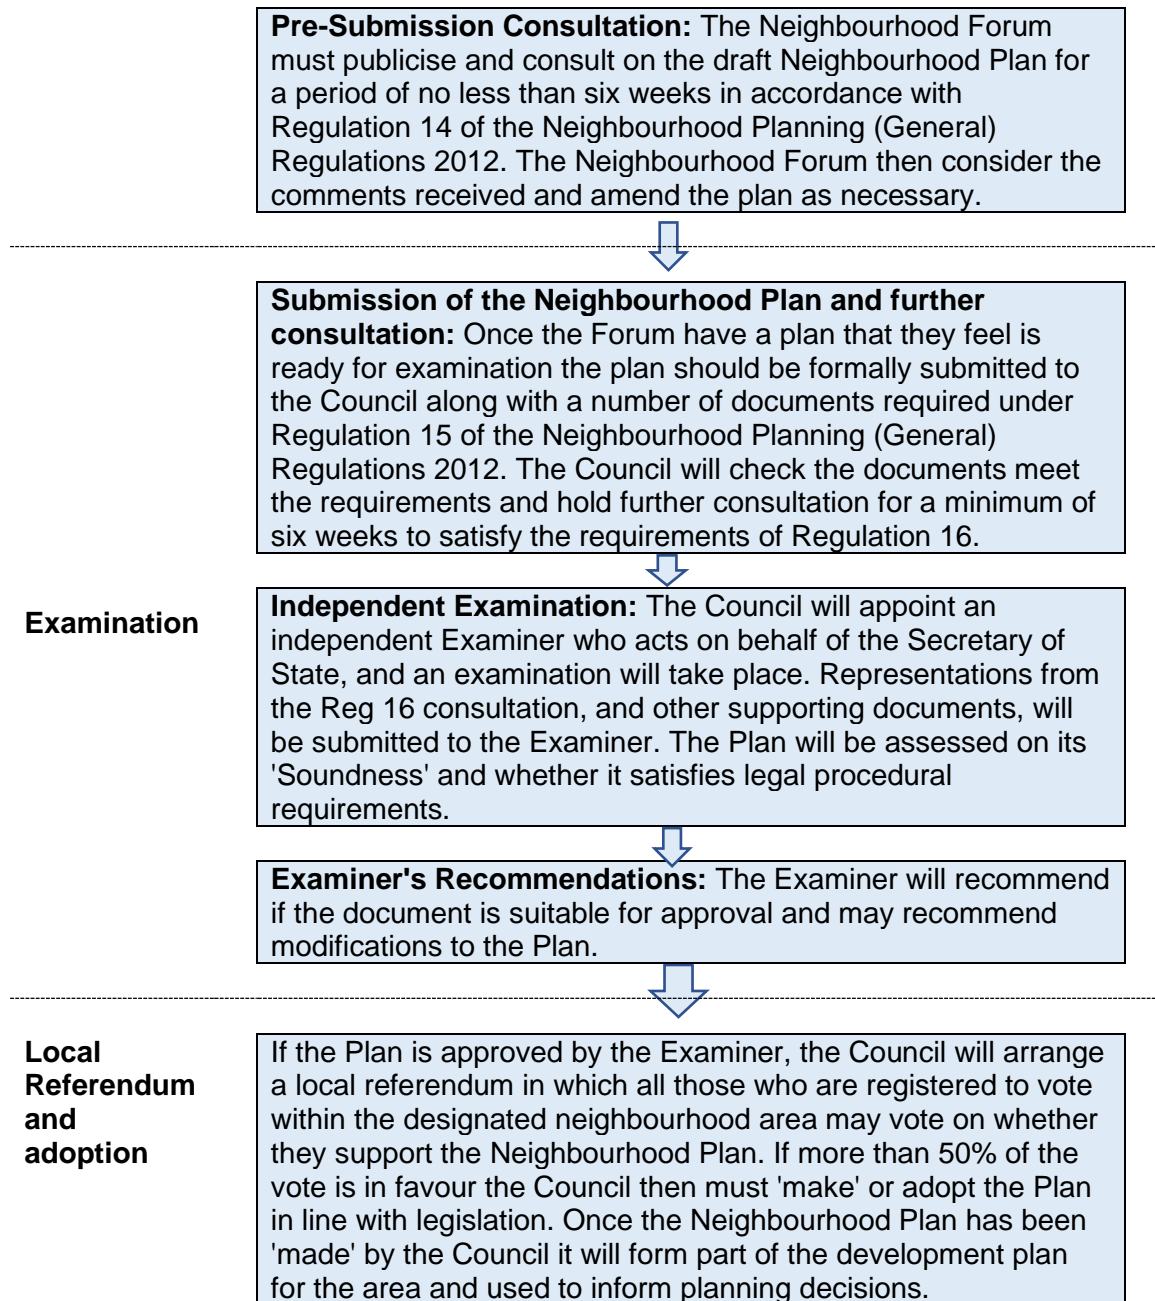 Pre-Submission Consultation: The Neighbourhood Forum
must publicise and consult on the draft Neighbourhood Plan for
a period of no less than six weeks in accordance with
Regulation 14 of the Neighbourhood Planning (General)
Regulations 2012. The Neighbourhood Forum then consider the
comments received and amend the plan as necessary.
Submission of the Neighbourhood Plan and further
consultation: Once the Forum have a plan that they feel is
ready for examination the plan should be formally submitted to
the Council along with a number of documents required under
Regulation 15 of the Neighbourhood Planning (General)
Regulations 2012. The Council will check the documents meet
the requirements and hold further consultation for a minimum of
six weeks to satisfy the requirements of Regulation 16.
Examination
Independent Examination: The Council will appoint an
independent Examiner who acts on behalf of the Secretary of
State, and an examination will take place. Representations from
the Reg 16 consultation, and other supporting documents, will
be submitted to the Examiner. The Plan will be assessed on its
'Soundness' and whether it satisfies legal procedural
requirements.
Examiner's Recommendations: The Examiner will recommend
if the document is suitable for approval and may recommend
modifications to the Plan.
Local
Referendum
and
adoption
If the Plan is approved by the Examiner, the Council will arrange
a local referendum in which all those who are registered to vote
within the designated neighbourhood area may vote on whether
they support the Neighbourhood Plan. If more than 50% of the
vote is in favour the Council then must 'make' or adopt the Plan
in line with legislation. Once the Neighbourhood Plan has been
'made' by the Council it will form part of the development plan
for the area and used to inform planning decisions.